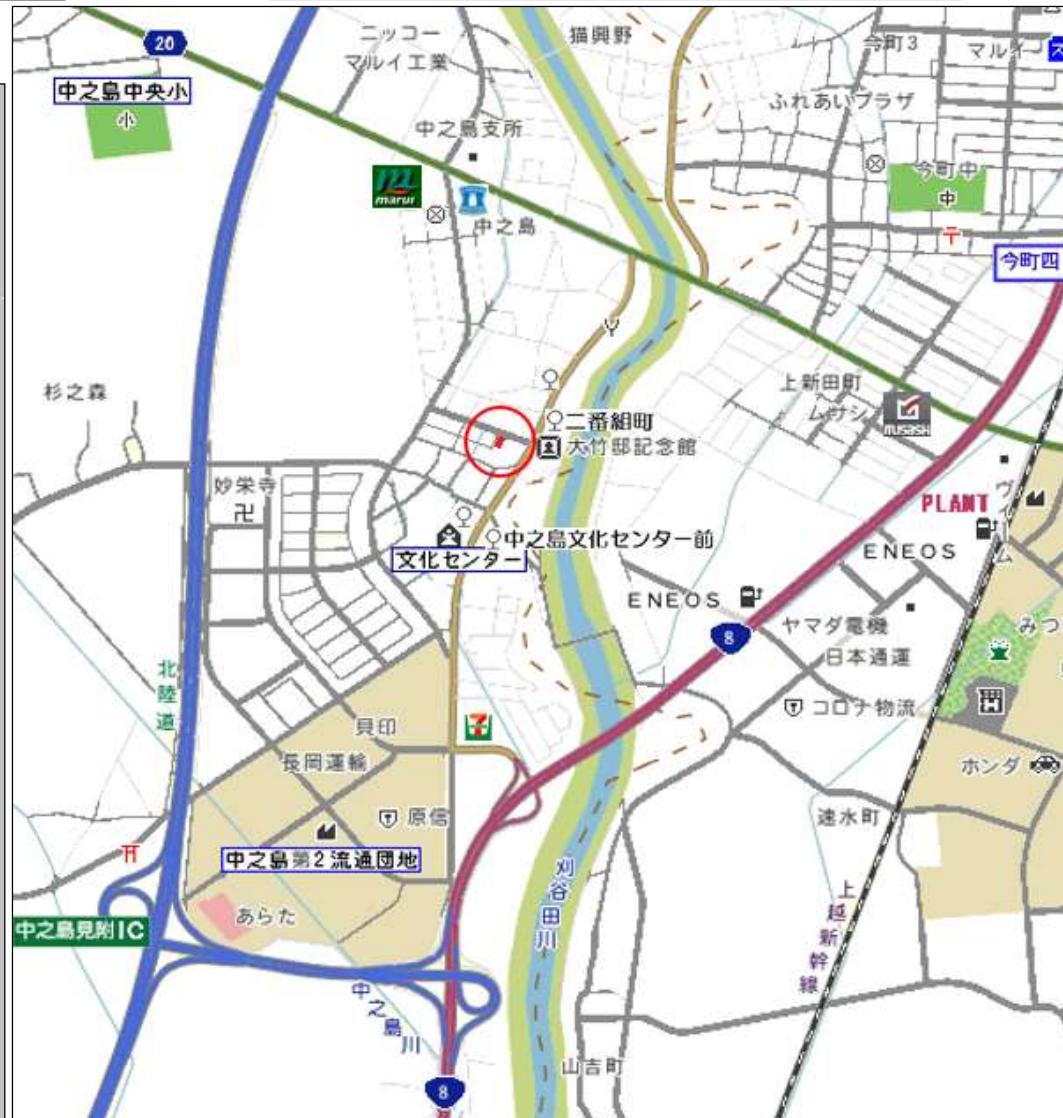 20
ニッコー
マルイ工業
猫興野
今町3
マルイ
中之島中央小
小
ふれあいプラザ
中之島支所
marui
中之島
今町中
中
〒
今町四
杉之森
上新田町
ムサシ
MUSASHI
二番組町
大竹邸記念館
妙栄寺
卍
PLANT
ヴィム
中之島文化センター前
文化センター
ENEOS
ENEOS
8
ヤマダ電機
日本通運
みつ
北陸道
コロナ物流
貝印
7
長岡運輸
ホンダ
原信
速水町
中之島第2流通団地
刈谷田川
あらた
上越新幹線
中之島見附IC
中之島川
山吉町
8